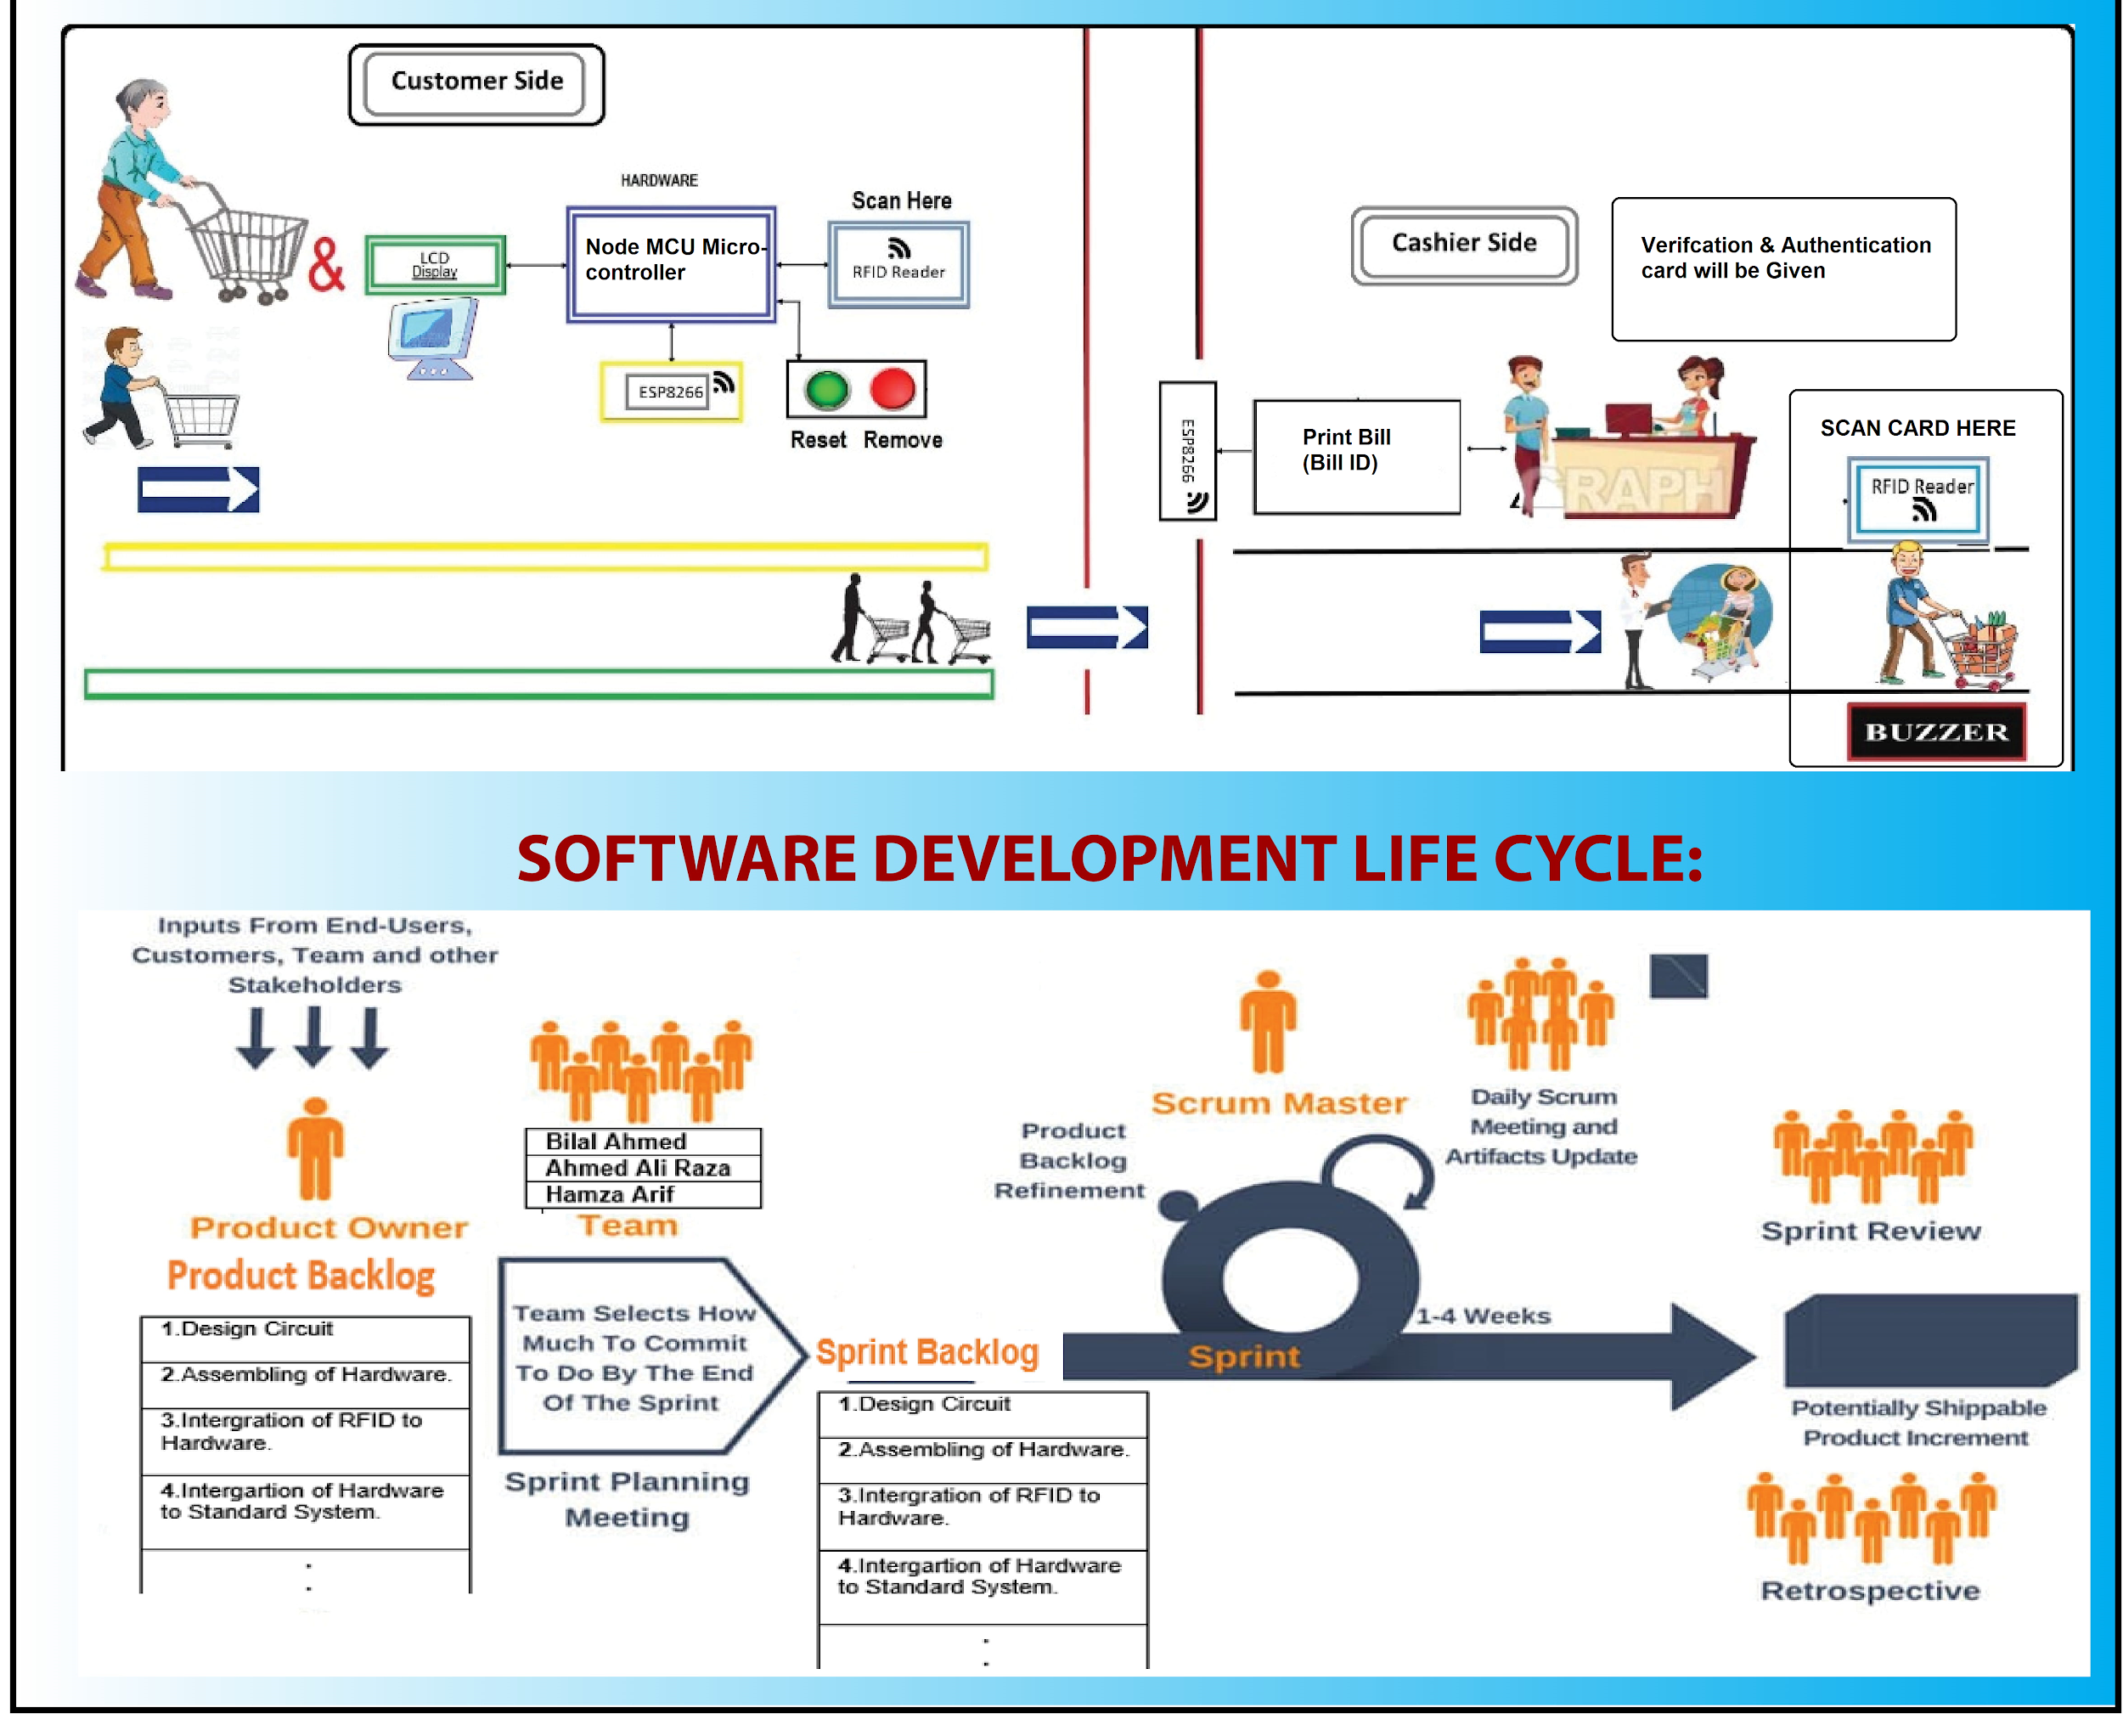 Customer Side
HARDWARE
Scan Here
&
LCD
Display
Node MCU Micro-
controller
RFID Reader
ESP8266
Reset Remove
Cashier Side
Verifcation & Authentication
card will be Given
ESP8266
Print Bill
(Bill ID)
GRAPH
SCAN CARD HERE
RFID Reader
BUZZER
SOFTWARE DEVELOPMENT LIFE CYCLE:
Inputs From End-Users,
Customers, Team and other
Stakeholders
Product Owner
Product Backlog
1.Design Circuit
2.Assembling of Hardware.
3.Intergration of RFID to
Hardware.
4.Intergartion of Hardware
to Standard System.
.
.
Bilal Ahmed
Ahmed Ali Raza
Hamza Arif
Team
Team Selects How
Much To Commit
To Do By The End
Of The Sprint
Sprint Planning
Meeting
Sprint Backlog
1.Design Circuit
2.Assembling of Hardware.
3.Intergration of RFID to
Hardware.
4.Intergartion of Hardware
to Standard System.
.
.
Product
Backlog
Refinement
Scrum Master
Daily Scrum
Meeting and
Artifacts Update
Sprint
1-4 Weeks
Sprint Review
Potentially Shippable
Product Increment
Retrospective